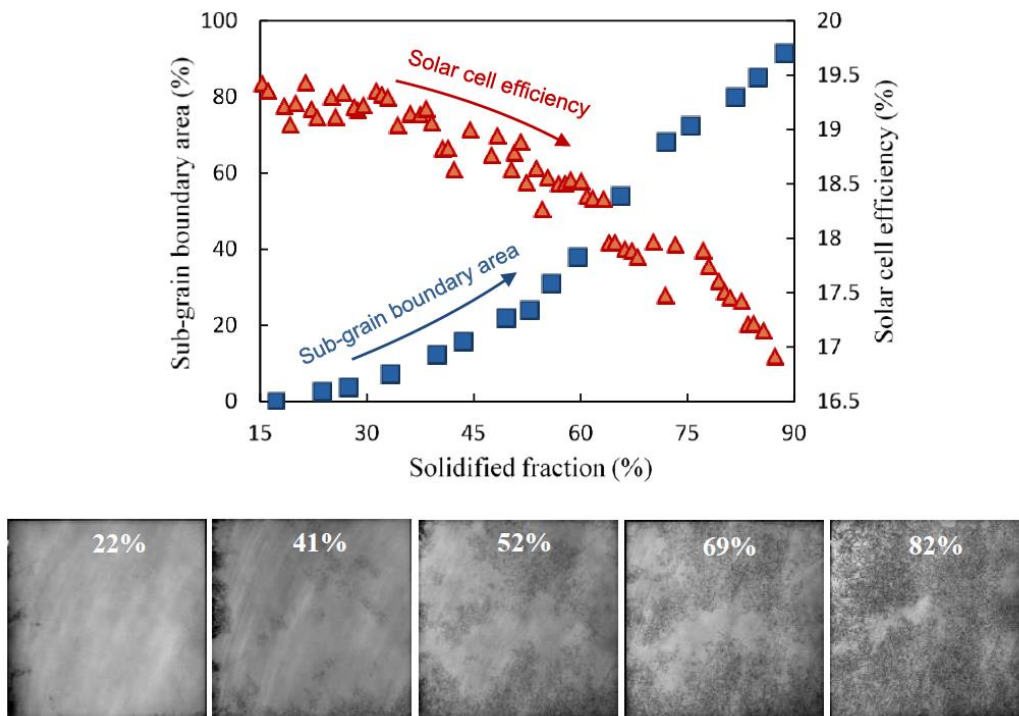 100
80
60
40
20
0
Sub-grain boundary area (%)
20
19.5
19
18.5
18
17.5
17
16.5
Solar cell efficiency (%)
Solar cell efficiency
Sub-grain boundary area
15 30 45 60 75 90
Solidified fraction (%)
22% 41% 52% 69% 82%